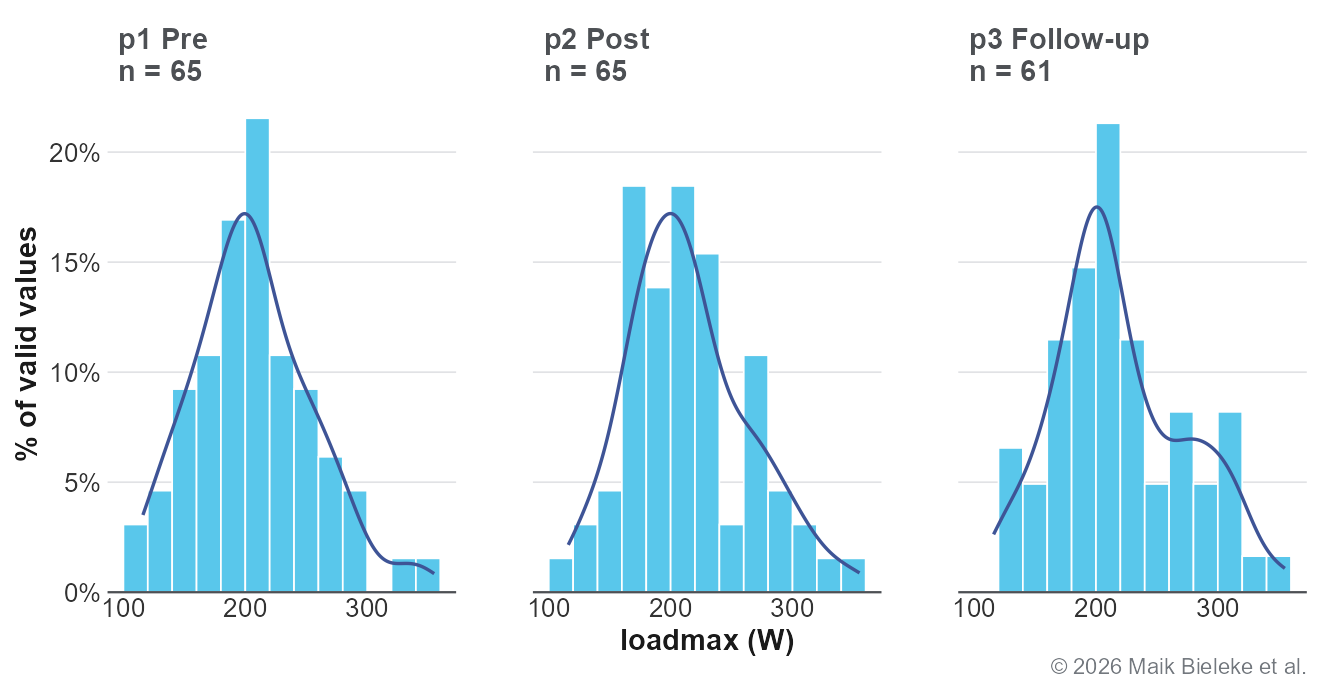 p1 Pre
n = 65
p2 Post
n = 65
p3 Follow-up
n = 61
% of valid values
20%
15%
10%
5%
0%
100 200 300
100 200 300
100 200 300
loadmax (W)
© 2026 Maik Bieleke et al.